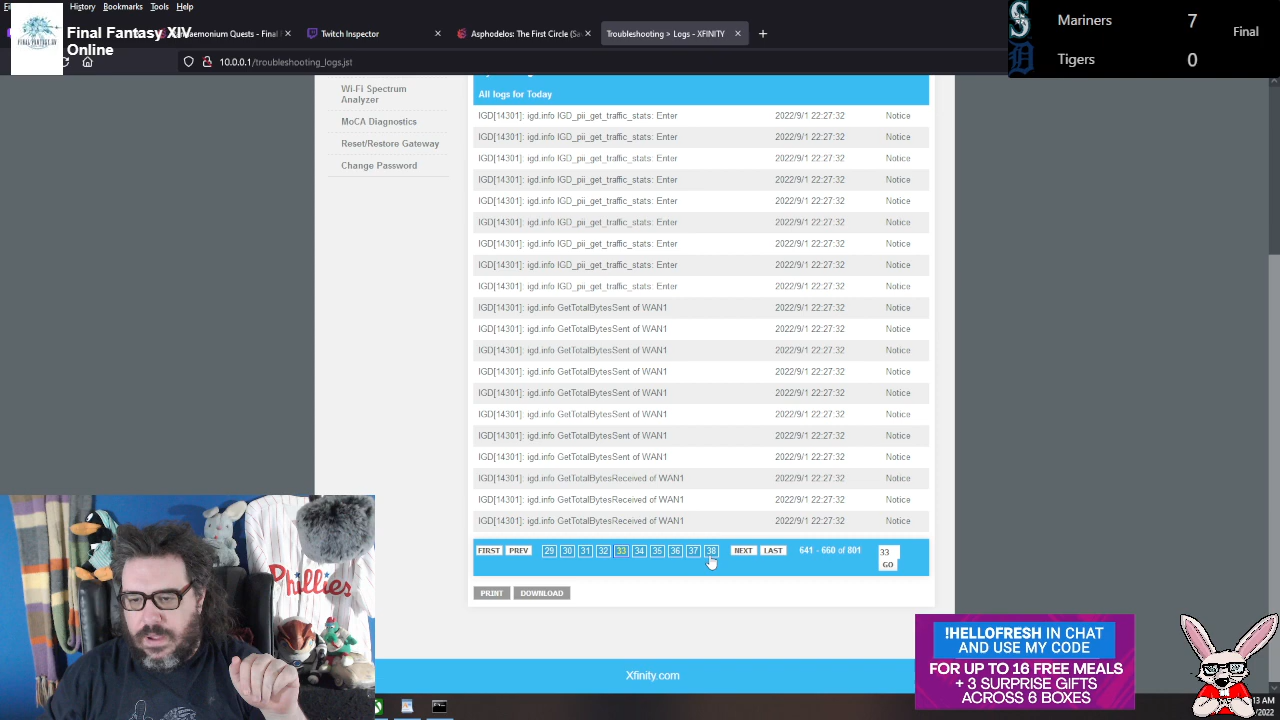 History Bookmarks Tools Help
Final Fantasy XIV
Online
FINAL FANTASY XIV
aemonium Quests - Final
Twitch Inspector
Asphodelos: The First Circle (Sa
Troubleshooting > Logs - XFINITY
10.0.0.1/troubleshooting_logs.jst
Mariners 7
Final
Tigers 0
Wi-Fi Spectrum
Analyzer
MoCA Diagnostics
Reset/Restore Gateway
Change Password
All logs for Today
IGD[14301]: igd.info IGD_pii_get_traffic_stats: Enter 2022/9/1 22:27:32 Notice
IGD[14301]: igd.info IGD_pii_get_traffic_stats: Enter 2022/9/1 22:27:32 Notice
IGD[14301]: igd.info IGD_pii_get_traffic_stats: Enter 2022/9/1 22:27:32 Notice
IGD[14301]: igd.info IGD_pii_get_traffic_stats: Enter 2022/9/1 22:27:32 Notice
IGD[14301]: igd.info IGD_pii_get_traffic_stats: Enter 2022/9/1 22:27:32 Notice
IGD[14301]: igd.info IGD_pii_get_traffic_stats: Enter 2022/9/1 22:27:32 Notice
IGD[14301]: igd.info IGD_pii_get_traffic_stats: Enter 2022/9/1 22:27:32 Notice
IGD[14301]: igd.info IGD_pii_get_traffic_stats: Enter 2022/9/1 22:27:32 Notice
IGD[14301]: igd.info IGD_pii_get_traffic_stats: Enter 2022/9/1 22:27:32 Notice
IGD[14301]: igd.info GetTotalBytesSent of WAN1 2022/9/1 22:27:32 Notice
IGD[14301]: igd.info GetTotalBytesSent of WAN1 2022/9/1 22:27:32 Notice
IGD[14301]: igd.info GetTotalBytesSent of WAN1 2022/9/1 22:27:32 Notice
IGD[14301]: igd.info GetTotalBytesSent of WAN1 2022/9/1 22:27:32 Notice
IGD[14301]: igd.info GetTotalBytesSent of WAN1 2022/9/1 22:27:32 Notice
IGD[14301]: igd.info GetTotalBytesSent of WAN1 2022/9/1 22:27:32 Notice
IGD[14301]: igd.info GetTotalBytesSent of WAN1 2022/9/1 22:27:32 Notice
IGD[14301]: igd.info GetTotalBytesSent of WAN1 2022/9/1 22:27:32 Notice
IGD[14301]: igd.info GetTotalBytesReceived of WAN1 2022/9/1 22:27:32 Notice
IGD[14301]: igd.info GetTotalBytesReceived of WAN1 2022/9/1 22:27:32 Notice
IGD[14301]: igd.info GetTotalBytesReceived of WAN1 2022/9/1 22:27:32 Notice
FIRST PREV 29 30 31 32 33 34 35 36 37 38 NEXT LAST 641 - 660 of 801 33
GO
PRINT DOWNLOAD
Phillies
Xfinity.com
!HELLOFRESH IN CHAT
AND USE MY CODE
FOR UP TO 16 FREE MEALS
+ 3 SURPRISE GIFTS
ACROSS 6 BOXES
13 AM
/2022